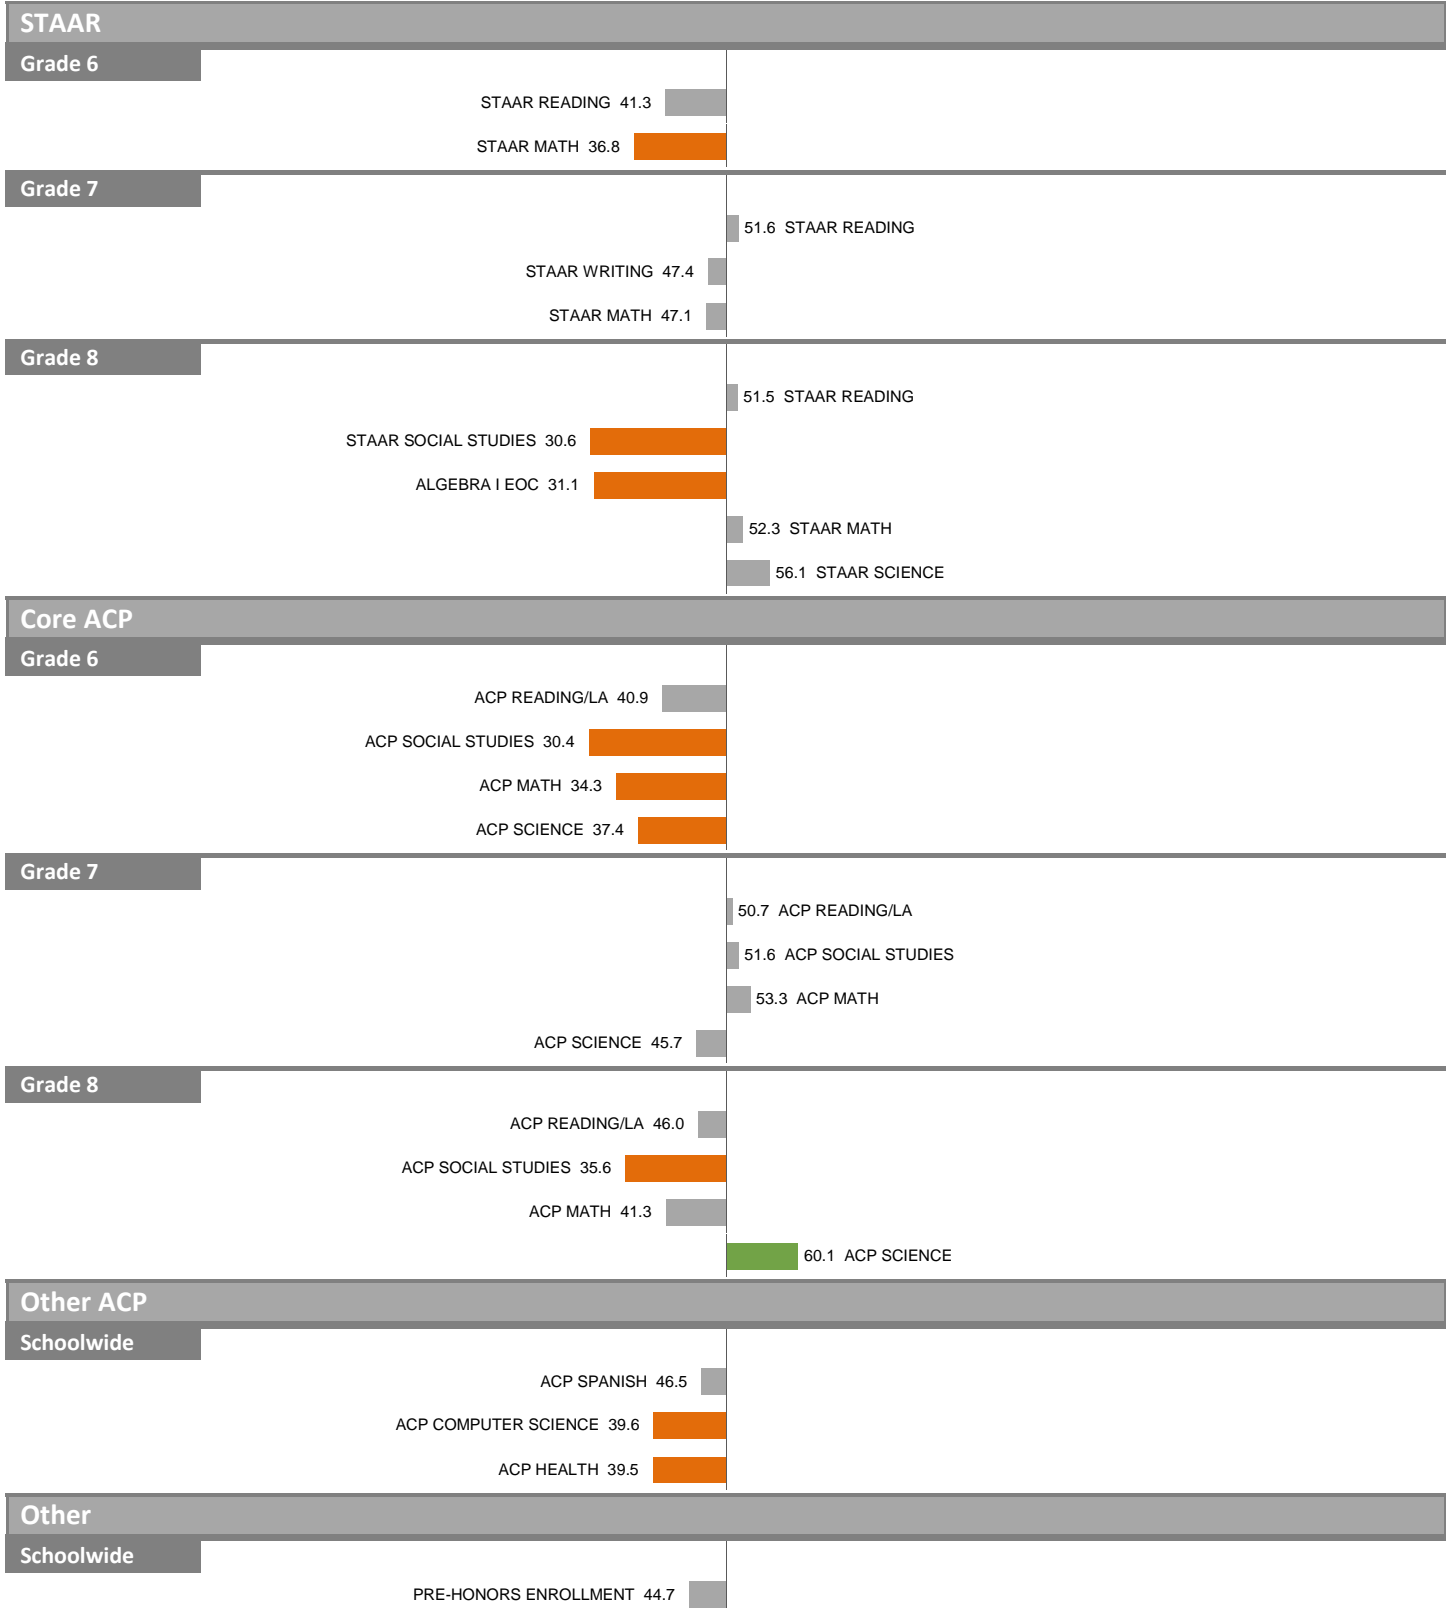 STAAR
Grade 6
STAAR READING 41.3
STAAR MATH 36.8
Grade 7
51.6 STAAR READING
STAAR WRITING 47.4
STAAR MATH 47.1
Grade 8
51.5 STAAR READING
STAAR SOCIAL STUDIES 30.6
ALGEBRA I EOC 31.1
52.3 STAAR MATH
56.1 STAAR SCIENCE
Core ACP
Grade 6
ACP READING/LA 40.9
ACP SOCIAL STUDIES 30.4
ACP MATH 34.3
ACP SCIENCE 37.4
Grade 7
50.7 ACP READING/LA
51.6 ACP SOCIAL STUDIES
53.3 ACP MATH
ACP SCIENCE 45.7
Grade 8
ACP READING/LA 46.0
ACP SOCIAL STUDIES 35.6
ACP MATH 41.3
60.1 ACP SCIENCE
Other ACP
Schoolwide
ACP SPANISH 46.5
ACP COMPUTER SCIENCE 39.6
ACP HEALTH 39.5
Other
Schoolwide
PRE-HONORS ENROLLMENT 44.7